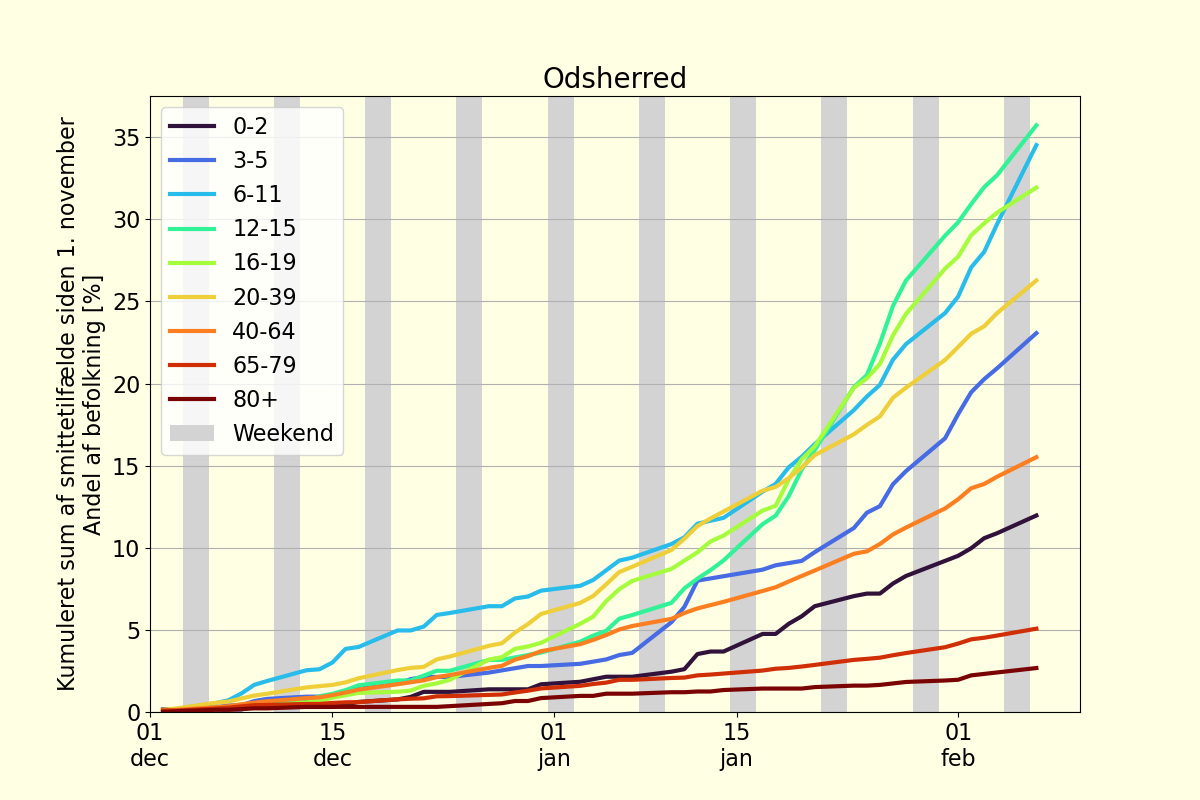 Odsherred
Kumuleret sum af smittetilfælde siden 1. november
Andel af befolkning [%]
35
30
25
20
15
10
5
0
0-2
3-5
6-11
12-15
16-19
20-39
40-64
65-79
80+
Weekend
01
dec
15
dec
01
jan
15
jan
01
feb